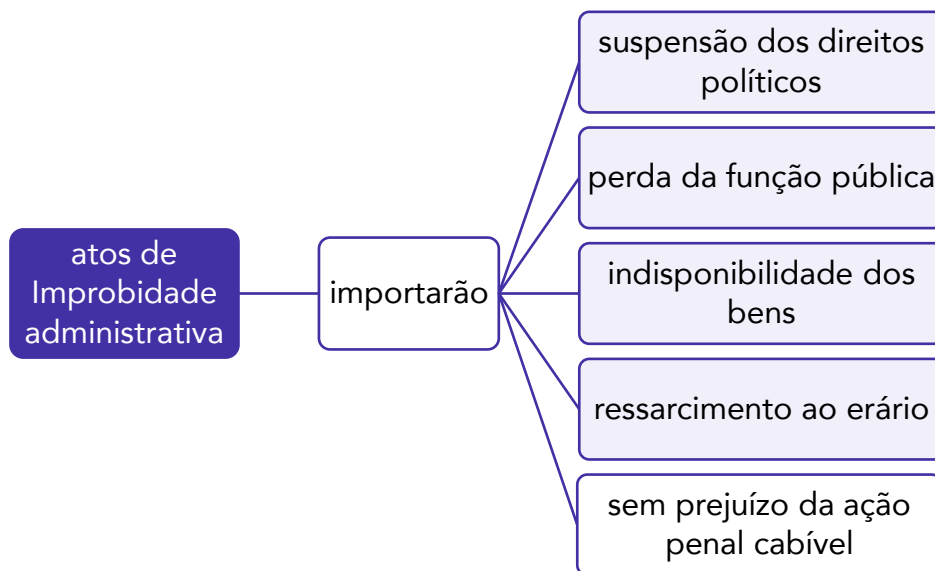 atos de
Improbidade
administrativa
importarão
suspensão dos direitos
políticos
perda da função pública
indisponibilidade dos
bens
ressarcimento ao erário
sem prejuízo da ação
penal cabível